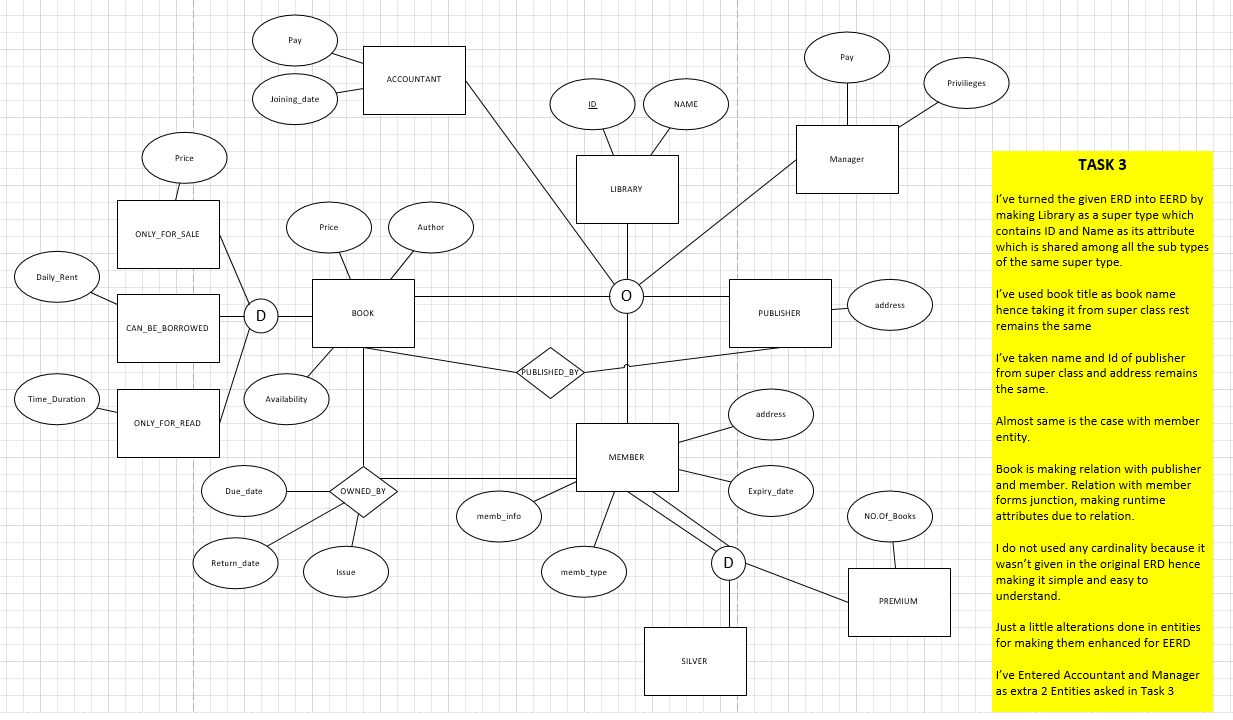 Pay
ACCOUNTANT
Joining_date
Pay
Privilieges
Manager
ID
NAME
LIBRARY
Price
ONLY_FOR_SALE
Daily_Rent
CAN_BE_BORROWED
Time_Duration
ONLY_FOR_READ
D
Price
Author
BOOK
Availability
O
PUBLISHER
address
PUBLISHED_BY
MEMBER
address
Expiry_date
memb_info
memb_type
OWNED_BY
Due_date
Return_date
Issue
D
NO.Of_Books
PREMIUM
SILVER
TASK 3
I've turned the given ERD into EERD by
making Library as a super type which
contains ID and Name as its attribute
which is shared among all the sub types
of the same super type.
I've used book title as book name
hence taking it from super class rest
remains the same
I've taken name and Id of publisher
from super class and address remains
the same.
Almost same is the case with member
entity.
Book is making relation with publisher
and member. Relation with member
forms junction, making runtime
attributes due to relation.
I do not used any cardinality because it
wasn't given in the original ERD hence
making it simple and easy to
understand.
Just a little alterations done in entities
for making them enhanced for EERD
I've Entered Accountant and Manager
as extra 2 Entities asked in Task 3